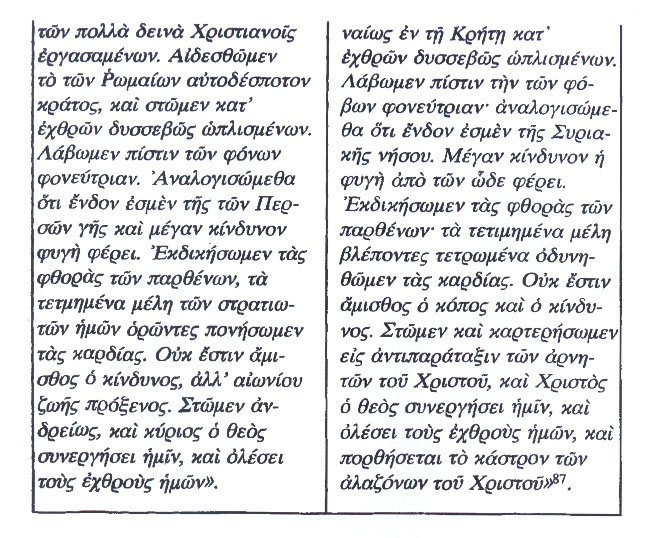 τῶν πολλὰ δεινὰ Χριστιανοῖς
ἐργασαμένων. Αἰδεσθῶμεν
τὸ τῶν Ῥωμαίων αὐτοδέσποτον
κράτος, καὶ στῶμεν κατ’
ἐχθρῶν δυσσεβῶς ὡπλισμένων.
Λάβωμεν πίστιν τῶν φόνων
φονεύτριαν. Ἀναλογισώμεθα
ὅτι ἔνδον ἐσμὲν τῆς τῶν Περ-
σῶν γῆς καὶ μέγαν κίνδυνον
φυγὴ φέρει. Ἐκδικήσωμεν τὰς
φθορὰς τῶν παρθένων, τὰ
τετμημένα μέλη τῶν στρατιω-
τῶν ἡμῶν ὁρῶντες πονήσωμεν
τὰς καρδίας. Οὐκ ἔστιν ἄμι-
σθος ὁ κίνδυνος, ἀλλ’ αἰωνίου
ζωῆς πρόξενος. Στῶμεν ἀν-
δρείως, καὶ κύριος ὁ θεὸς
συνεργήσει ἡμῖν, καὶ ὀλέσει
τοὺς ἐχθροὺς ἡμῶν».
ναίως ἐν τῇ Κρήτῃ κατ’
ἐχθρῶν δυσσεβῶς ὡπλισμένων.
Λάβωμεν πίστιν τὴν τῶν φό-
βων φονεύτριαν· ἀναλογισώμε-
θα ὅτι ἔνδον ἐσμὲν τῆς Συρια-
κῆς νήσου. Μέγαν κίνδυνον ἡ
φυγὴ ἀπὸ τῶν ὧδε φέρει.
Ἐκδικήσωμεν τὰς φθορὰς τῶν
παρθένων· τὰ τετιμημένα μέλη
βλέποντες τετρωμένα ὀδυνη-
θῶμεν τὰς καρδίας. Οὐκ ἔστιν
ἄμισθος ὁ κόπος καὶ ὁ κίνδυ-
νος. Στῶμεν καὶ καρτερήσωμεν
εἰς ἀντιπαράταξιν τῶν ἀρνη-
τῶν τοῦ Χριστοῦ, καὶ Χριστὸς
ὁ θεὸς συνεργήσει ἡμῖν, καὶ
ὀλέσει τοὺς ἐχθροὺς ἡμῶν, καὶ
πορθήσεται τὸ κάστρον τῶν
ἀλαζόνων τοῦ Χριστοῦ»⁸⁷.